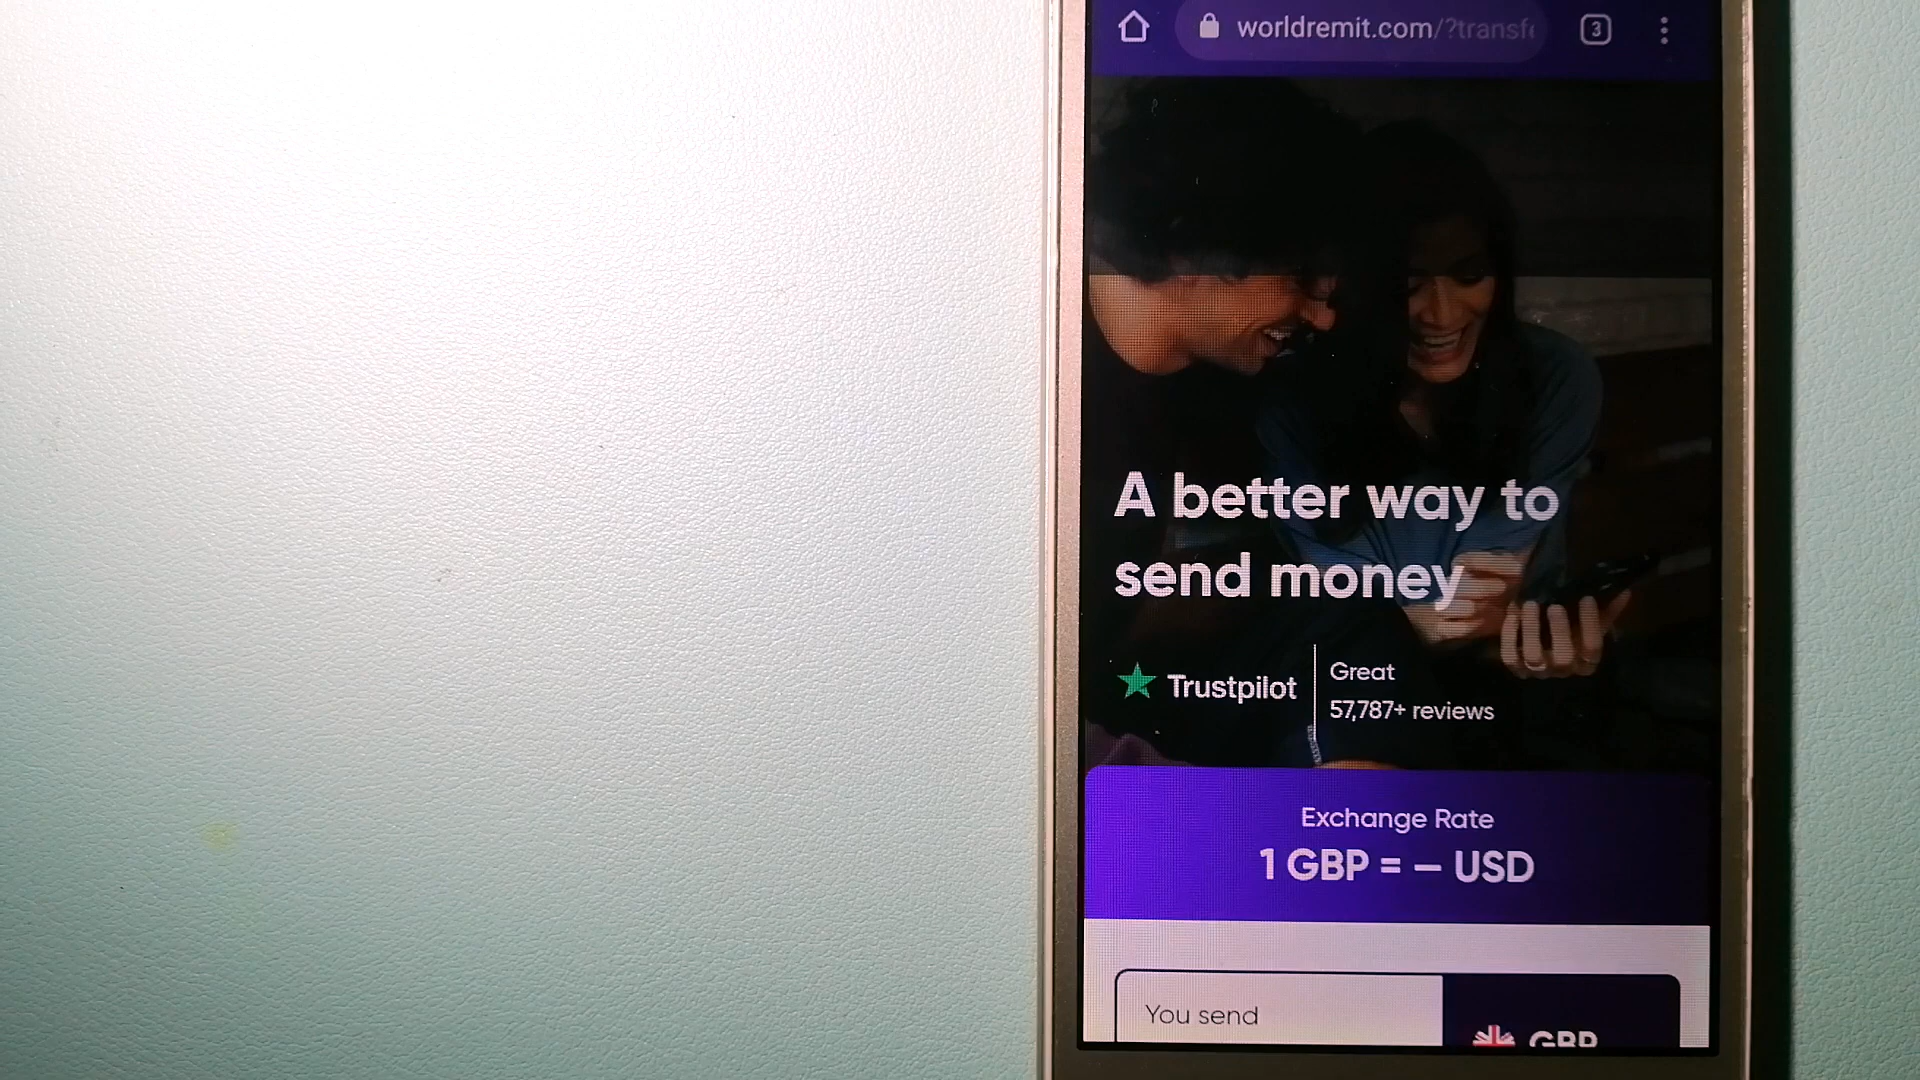 worldremit.com/?transf
3
A better way to
send money
Trustpilot
Great
57,787+ reviews
Exchange Rate
1 GBP = – USD
You send
GBP